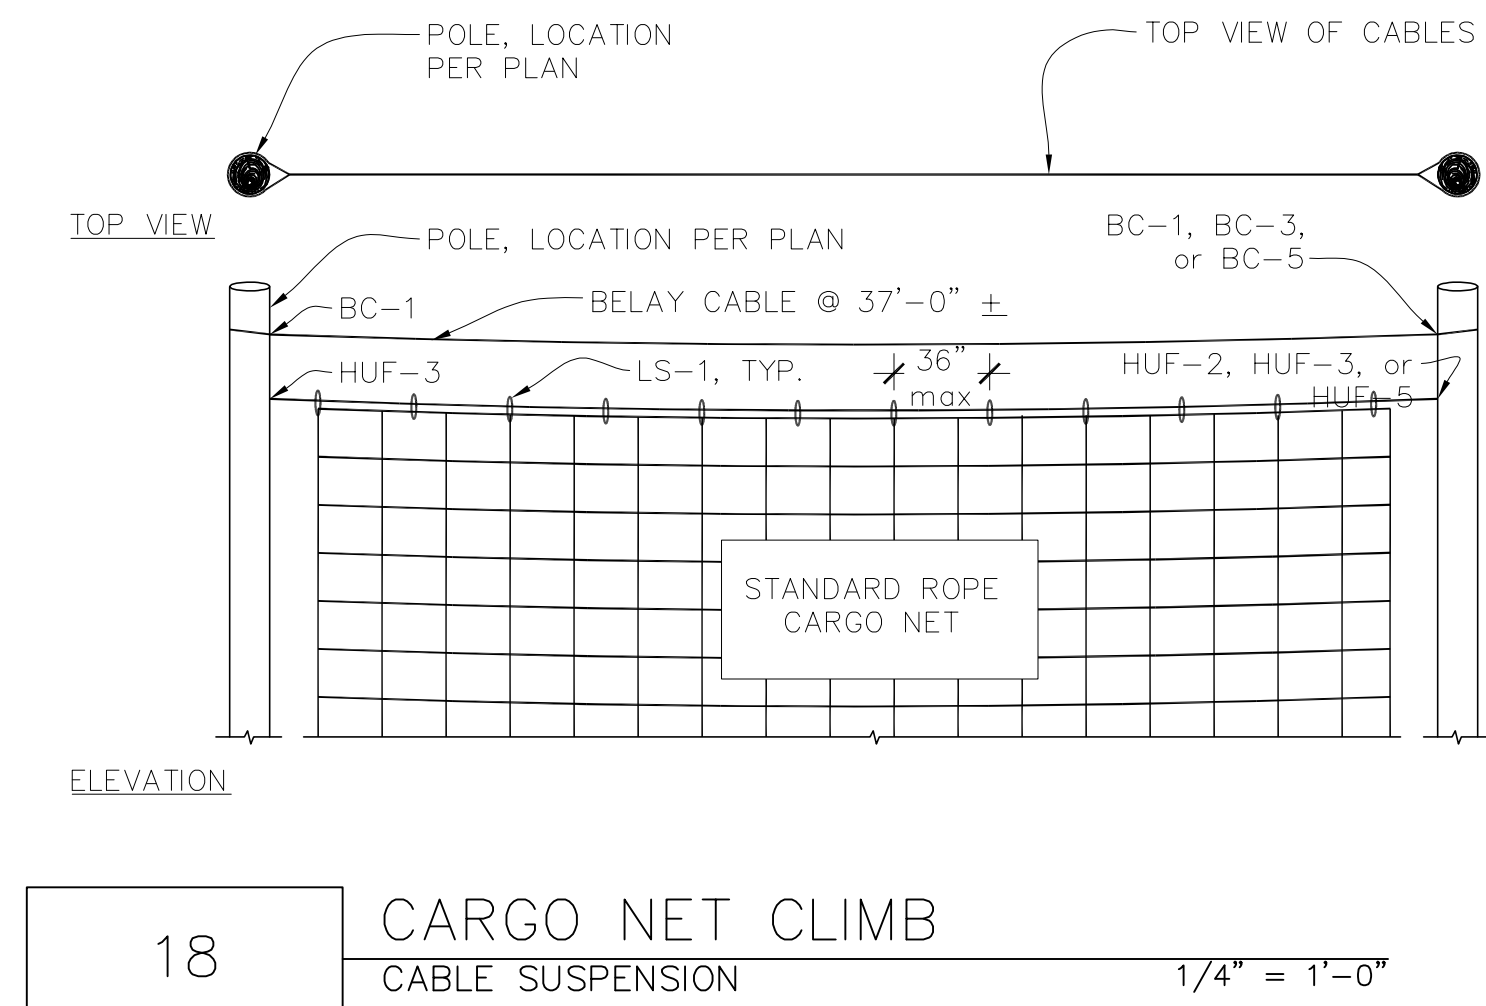 POLE, LOCATION
PER PLAN
TOP VIEW OF CABLES
TOP VIEW
POLE, LOCATION PER PLAN
BC-1, BC-3,
or BC-5
BELAY CABLE @ 37'-0" ±
BC-1
36"
max
HUF-3
LS-1, TYP.
HUF-2, HUF-3, or
HUF-5
STANDARD ROPE
CARGO NET
ELEVATION
18
CARGO NET CLIMB
CABLE SUSPENSION
1/4" = 1'-0"